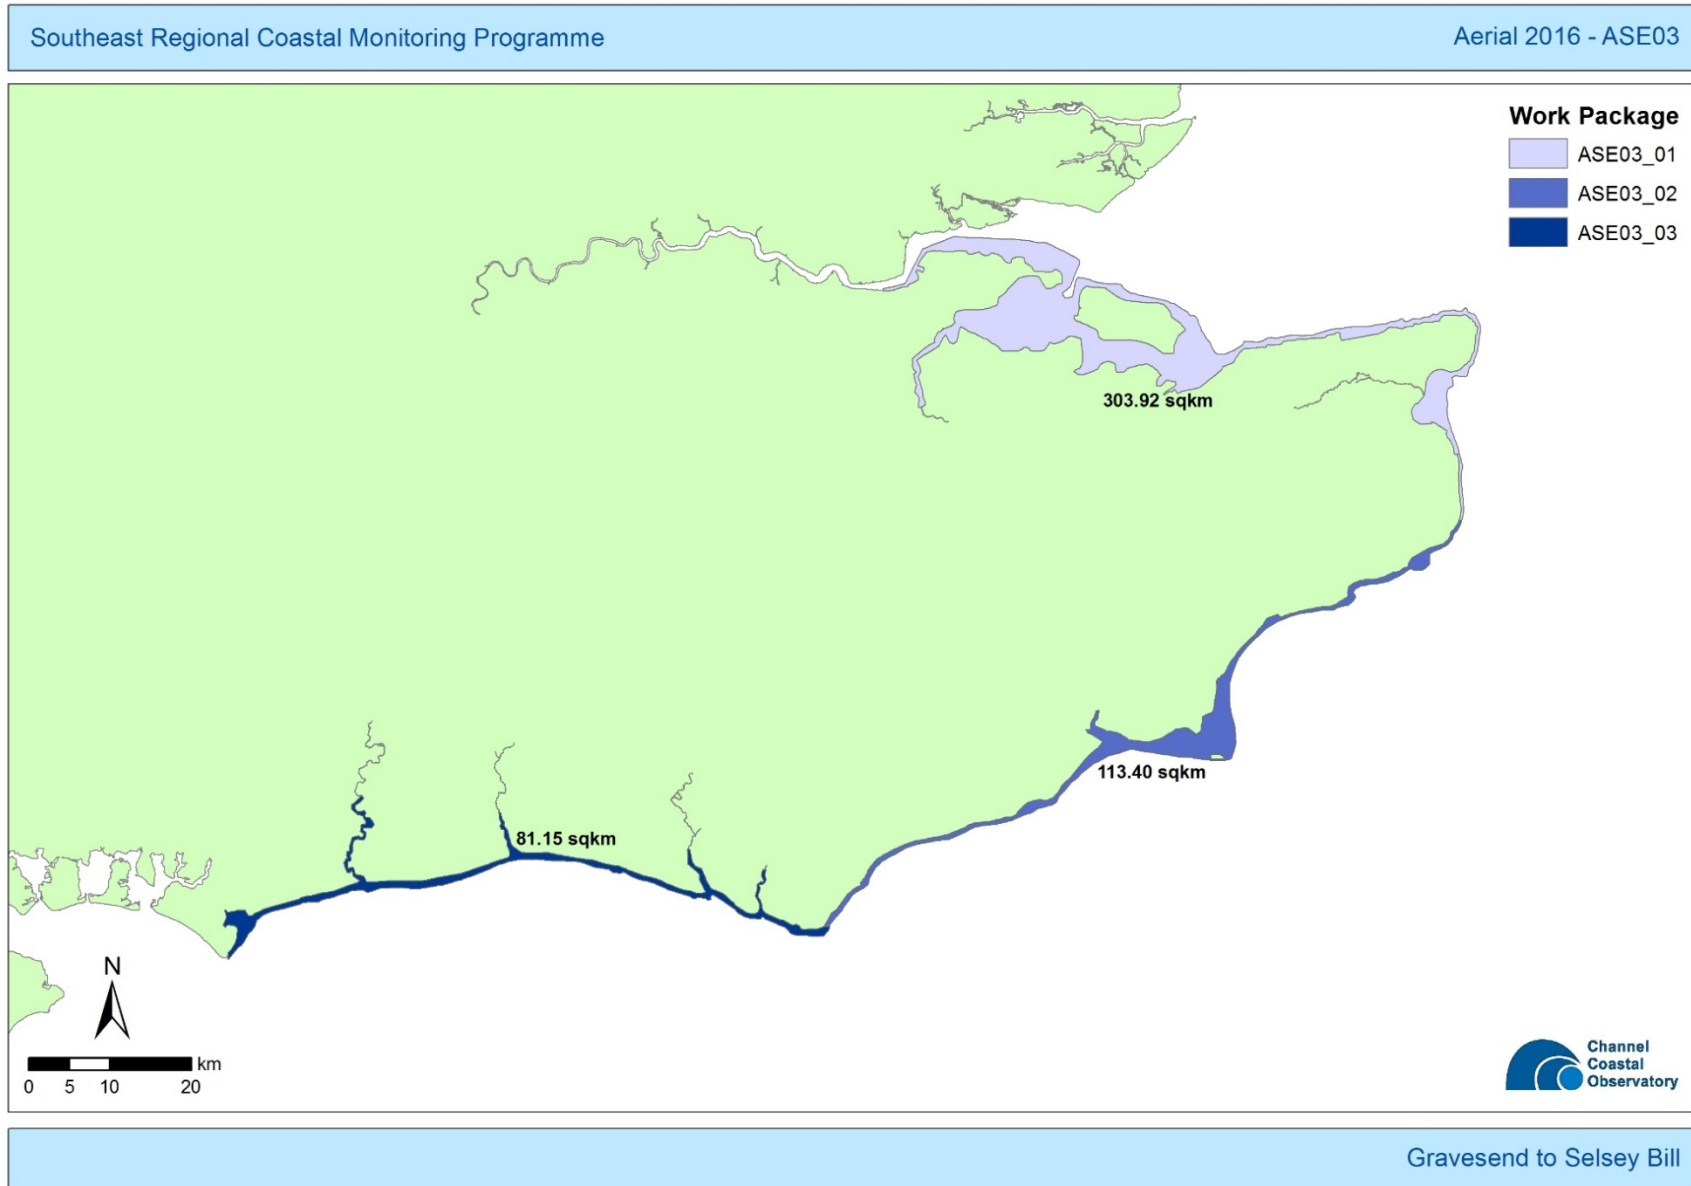 Southeast Regional Coastal Monitoring Programme
Aerial 2016 - ASE03
Work Package
ASE03_01
ASE03_02
ASE03_03
303.92 sqkm
113.40 sqkm
81.15 sqkm
N
km
0 5 10 20
Channel
Coastal
Observatory
Gravesend to Selsey Bill